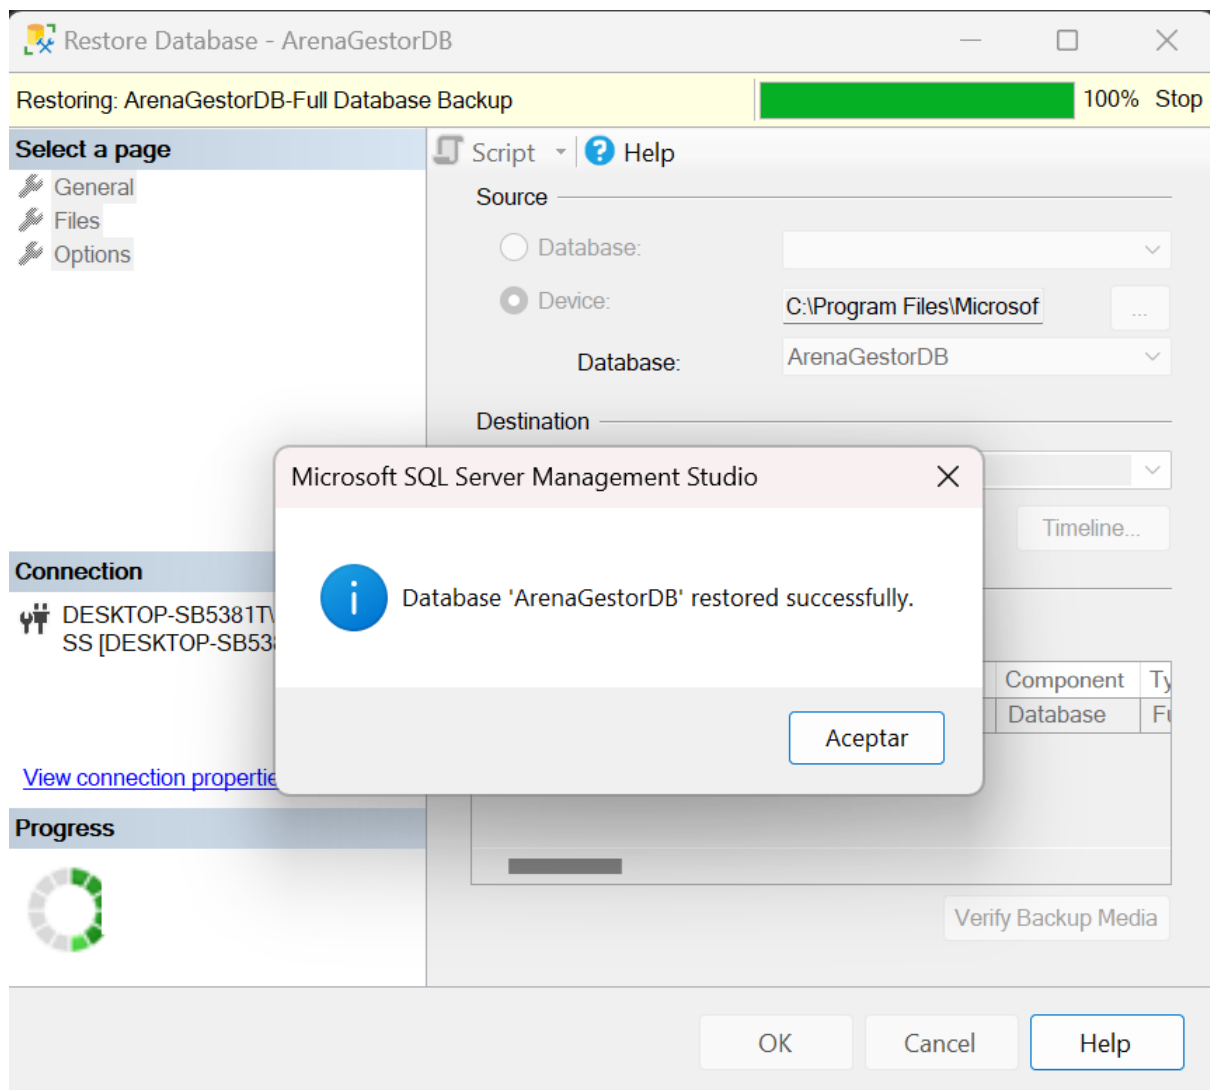 Restore Database - ArenaGestorDB
Restoring: ArenaGestorDB-Full Database Backup
100% Stop
Select a page
General
Files
Options
Script
Help
Source
Database:
Device:
C:\Program Files\Microsof
...
Database:
ArenaGestorDB
Destination
Timeline...
Microsoft SQL Server Management Studio
Database 'ArenaGestorDB' restored successfully.
Aceptar
Connection
DESKTOP-SB5381T\
SS [DESKTOP-SB53
View connection propertie
Component
Database
Progress
Verify Backup Media
OK
Cancel
Help